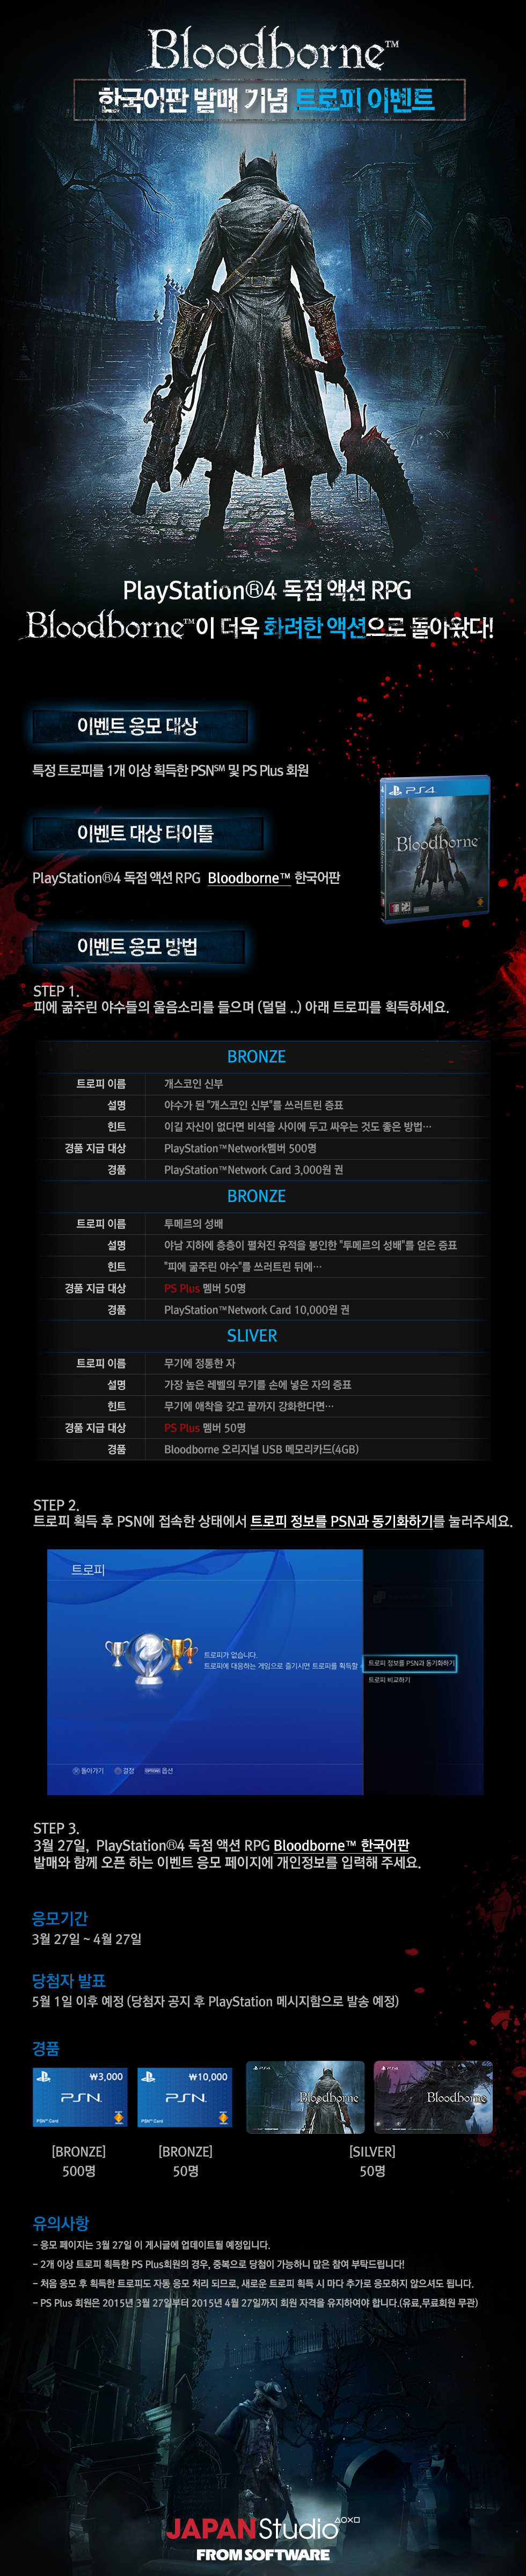 Bloodborne™
한국어판 발매 기념 트로피 이벤트
PlayStation®4 독점 액션 RPG
Bloodborne™이 더욱 화려한 액션으로 돌아왔다!
이벤트 응모 대상
특정 트로피를 1개 이상 획득한 PSN℠ 및 PS Plus 회원
PS4
Bloodborne
이벤트 대상 타이틀
PlayStation®4 독점 액션 RPG Bloodborne™ 한국어판
이벤트 응모 방법
STEP 1.
피에 굶주린 야수들의 울음소리를 들으며 (덜덜 ..) 아래 트로피를 획득하세요.
BRONZE
트로피 이름 개스코인 신부
설명 야수가 된 "개스코인 신부"를 쓰러트린 증표
힌트 이길 자신이 없다면 비석을 사이에 두고 싸우는 것도 좋은 방법…
경품 지급 대상 PlayStation™Network멤버 500명
경품 PlayStation™Network Card 3,000원 권
BRONZE
트로피 이름 투메르의 성배
설명 야남 지하에 층층이 펼쳐진 유적을 봉인한 "투메르의 성배"를 얻은 증표
힌트 "피에 굶주린 야수"를 쓰러트린 뒤에…
경품 지급 대상 PS Plus 멤버 50명
경품 PlayStation™Network Card 10,000원 권
SLIVER
트로피 이름 무기에 정통한 자
설명 가장 높은 레벨의 무기를 손에 넣은 자의 증표
힌트 무기에 애착을 갖고 끝까지 강화한다면…
경품 지급 대상 PS Plus 멤버 50명
경품 Bloodborne 오리지널 USB 메모리카드(4GB)
STEP 2.
트로피 획득 후 PSN에 접속한 상태에서 트로피 정보를 PSN과 동기화하기를 눌러주세요.
트로피
트로피가 없습니다.
트로피에 대응하는 게임으로 즐기시면 트로피를 획득할
트로피 정보를 PSN과 동기화하기
트로피 비교하기
돌아가기 결정 OPTIONS 옵션
STEP 3.
3월 27일, PlayStation®4 독점 액션 RPG Bloodborne™ 한국어판
발매와 함께 오픈 하는 이벤트 응모 페이지에 개인정보를 입력해 주세요.
응모기간
3월 27일 ~ 4월 27일
당첨자 발표
5월 1일 이후 예정 (당첨자 공지 후 PlayStation 메시지함으로 발송 예정)
경품
₩3,000 ₩10,000 PS4 PS4
PSN PSN Bloodborne Bloodborne
PSN℠ Card PSN℠ Card
[BRONZE] [BRONZE] [SILVER]
500명 50명 50명
유의사항
- 응모 페이지는 3월 27일 이 게시글에 업데이트될 예정입니다.
- 2개 이상 트로피 획득한 PS Plus회원의 경우, 중복으로 당첨이 가능하니 많은 참여 부탁드립니다!
- 처음 응모 후 획득한 트로피도 자동 응모 처리 되므로, 새로운 트로피 획득 시 마다 추가로 응모하지 않으셔도 됩니다.
- PS Plus 회원은 2015년 3월 27일부터 2015년 4월 27일까지 회원 자격을 유지하여야 합니다.(유료,무료회원 무관)
JAPAN Studio
FROM SOFTWARE